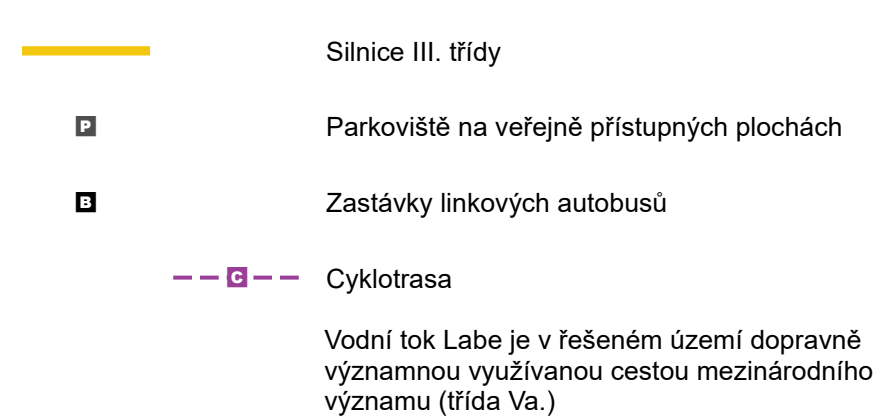 Silnice III. třídy
P Parkoviště na veřejně přístupných plochách
B Zastávky linkových autobusů
C Cyklotrasa
Vodní tok Labe je v řešeném území dopravně
významnou využívanou cestou mezinárodního
významu (třída Va.)